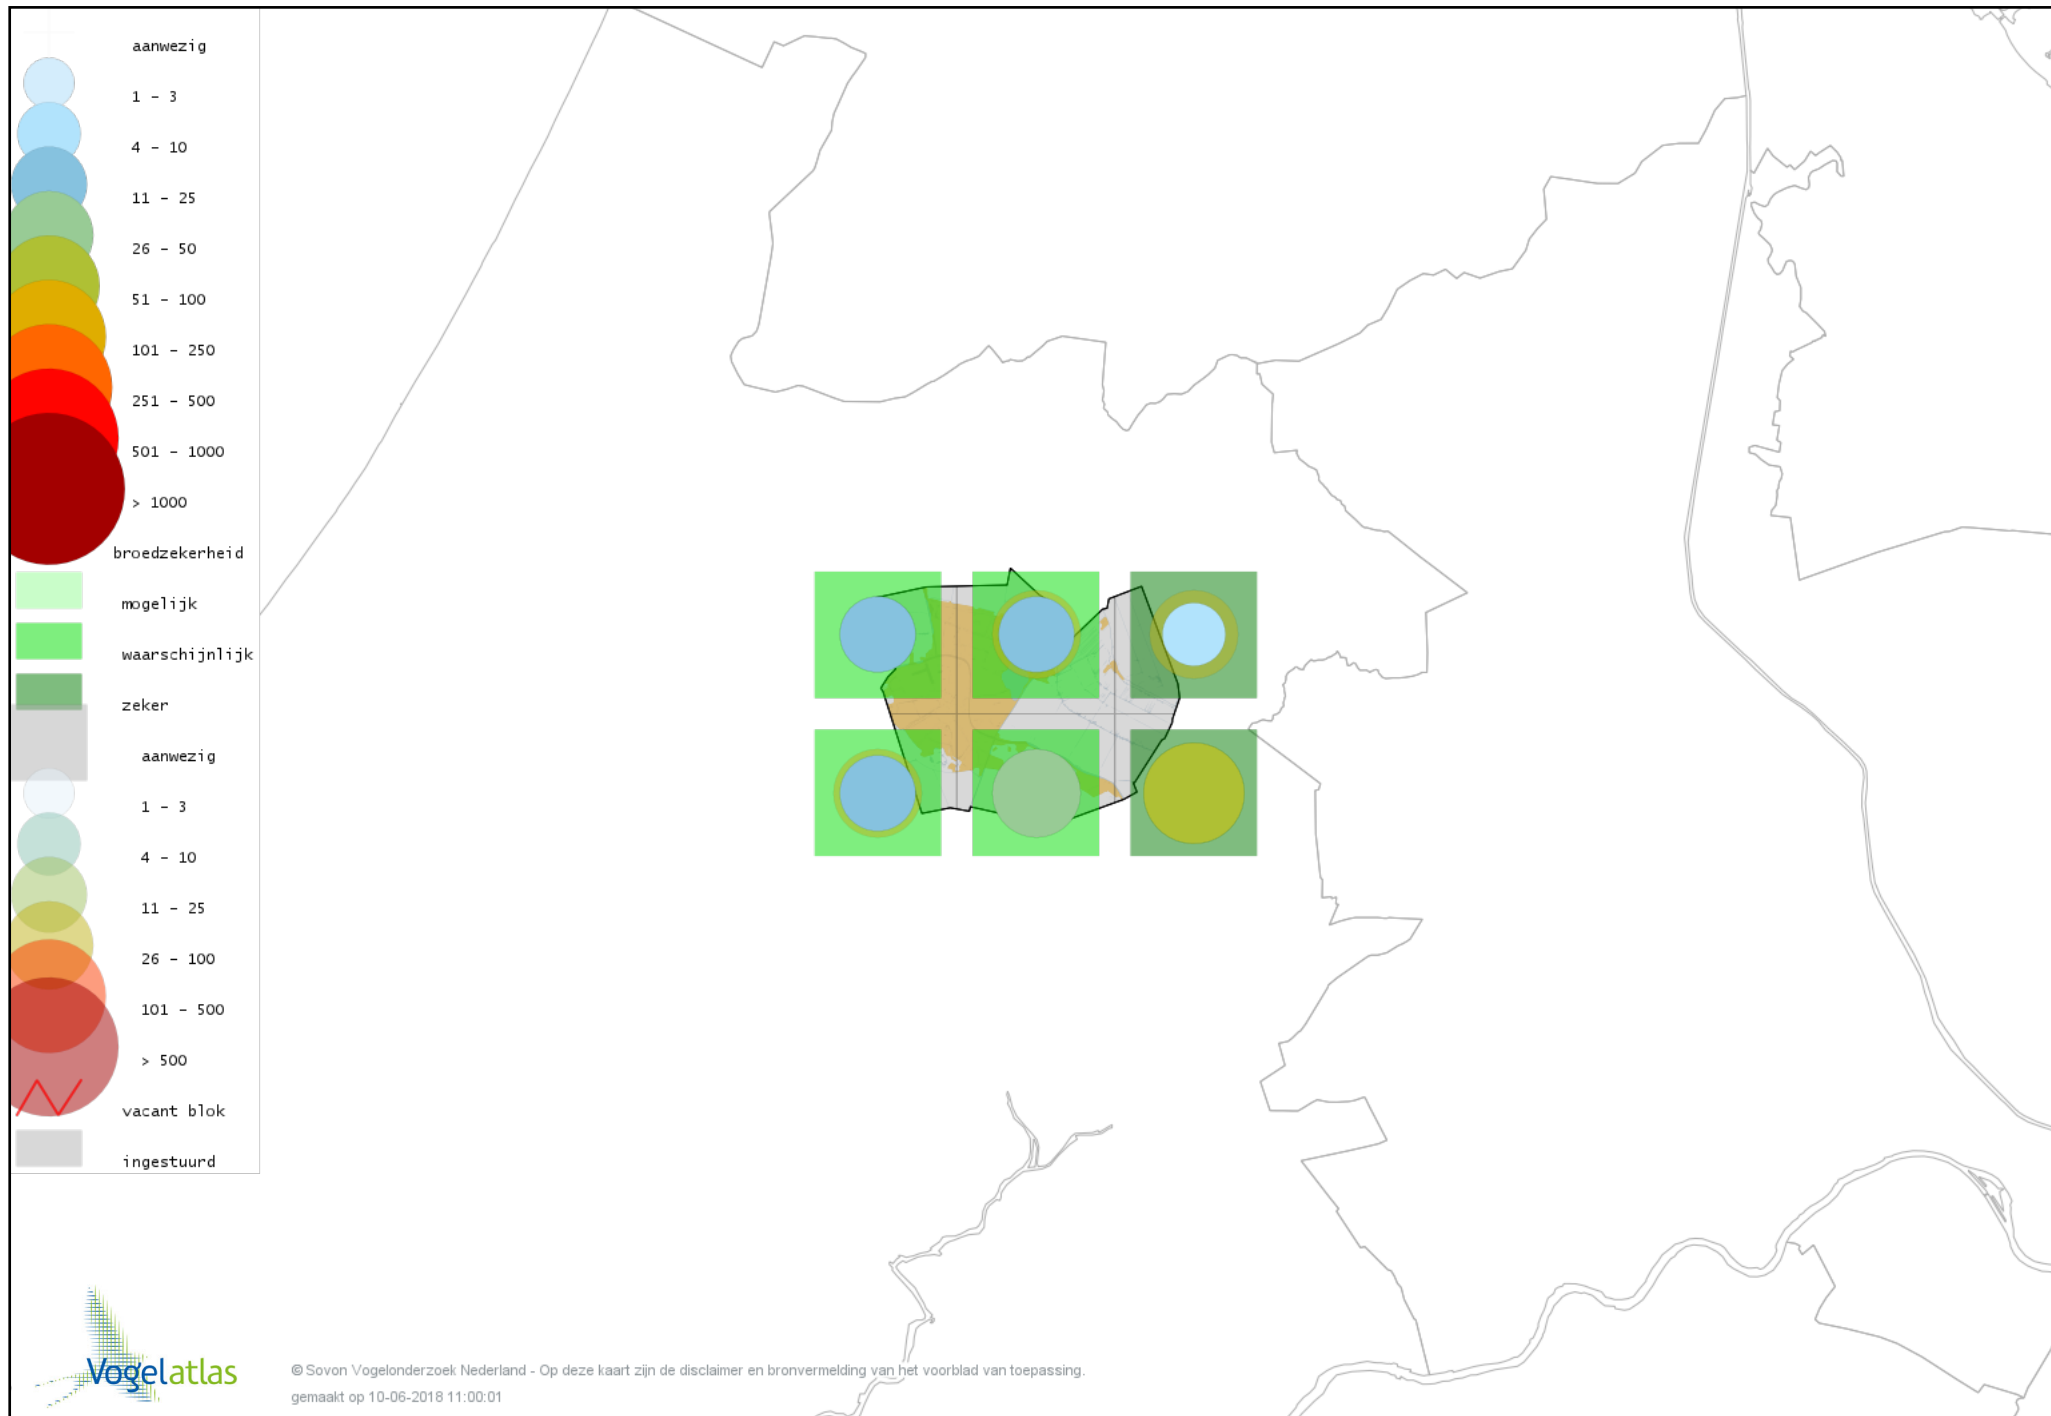 aanwezig
1 - 3
4 - 10
11 - 25
26 - 50
51 - 100
101 - 250
251 - 500
501 - 1000
> 1000
broedzekerheid
mogelijk
waarschijnlijk
zeker
aanwezig
1 - 3
4 - 10
11 - 25
26 - 100
101 - 500
> 500
vacant blok
ingestuurd
Vogelatlas
© Sovon Vogelonderzoek Nederland - Op deze kaart zijn de disclaimer en bronvermelding van het voorblad van toepassing.
gemaakt op 10-06-2018 11:00:01